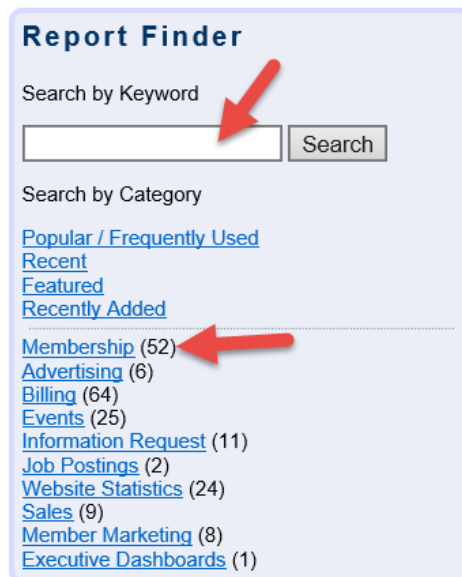 Report Finder
Search by Keyword
Search
Search by Category
Popular / Frequently Used
Recent
Featured
Recently Added
Membership (52)
Advertising (6)
Billing (64)
Events (25)
Information Request (11)
Job Postings (2)
Website Statistics (24)
Sales (9)
Member Marketing (8)
Executive Dashboards (1)